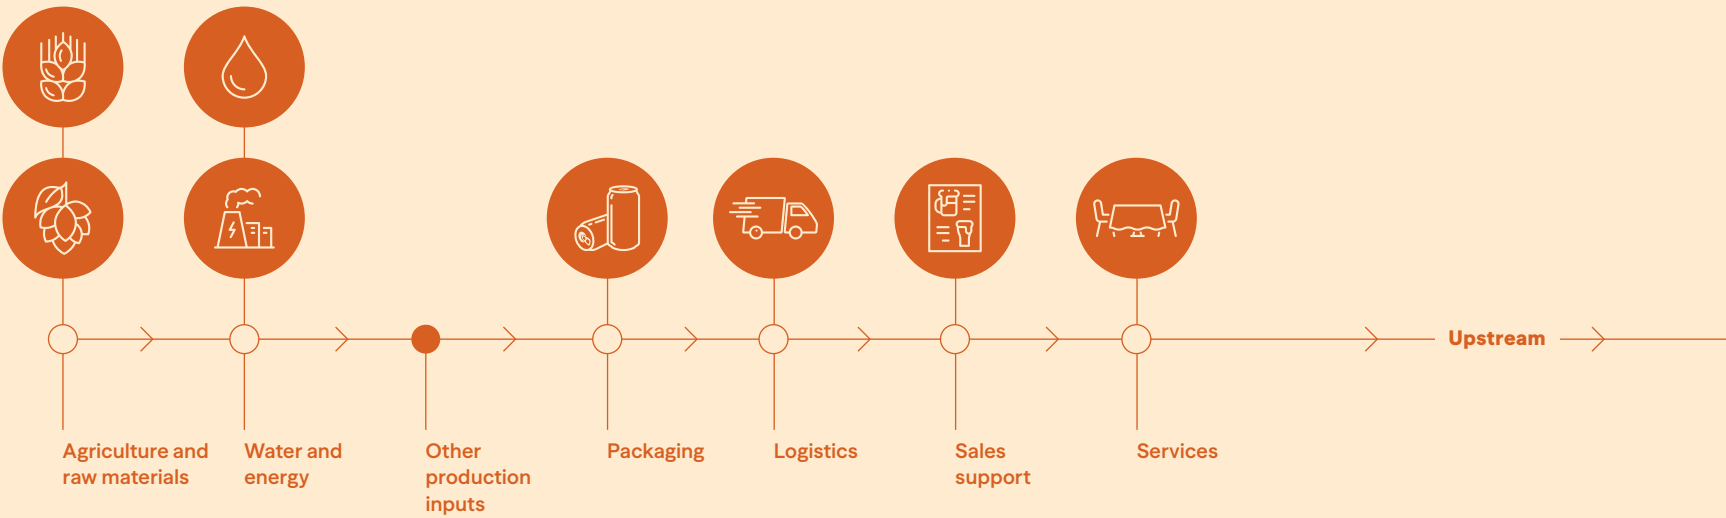 Upstream
Agriculture and
raw materials
Water and
energy
Other
production
inputs
Packaging
Logistics
Sales
support
Services